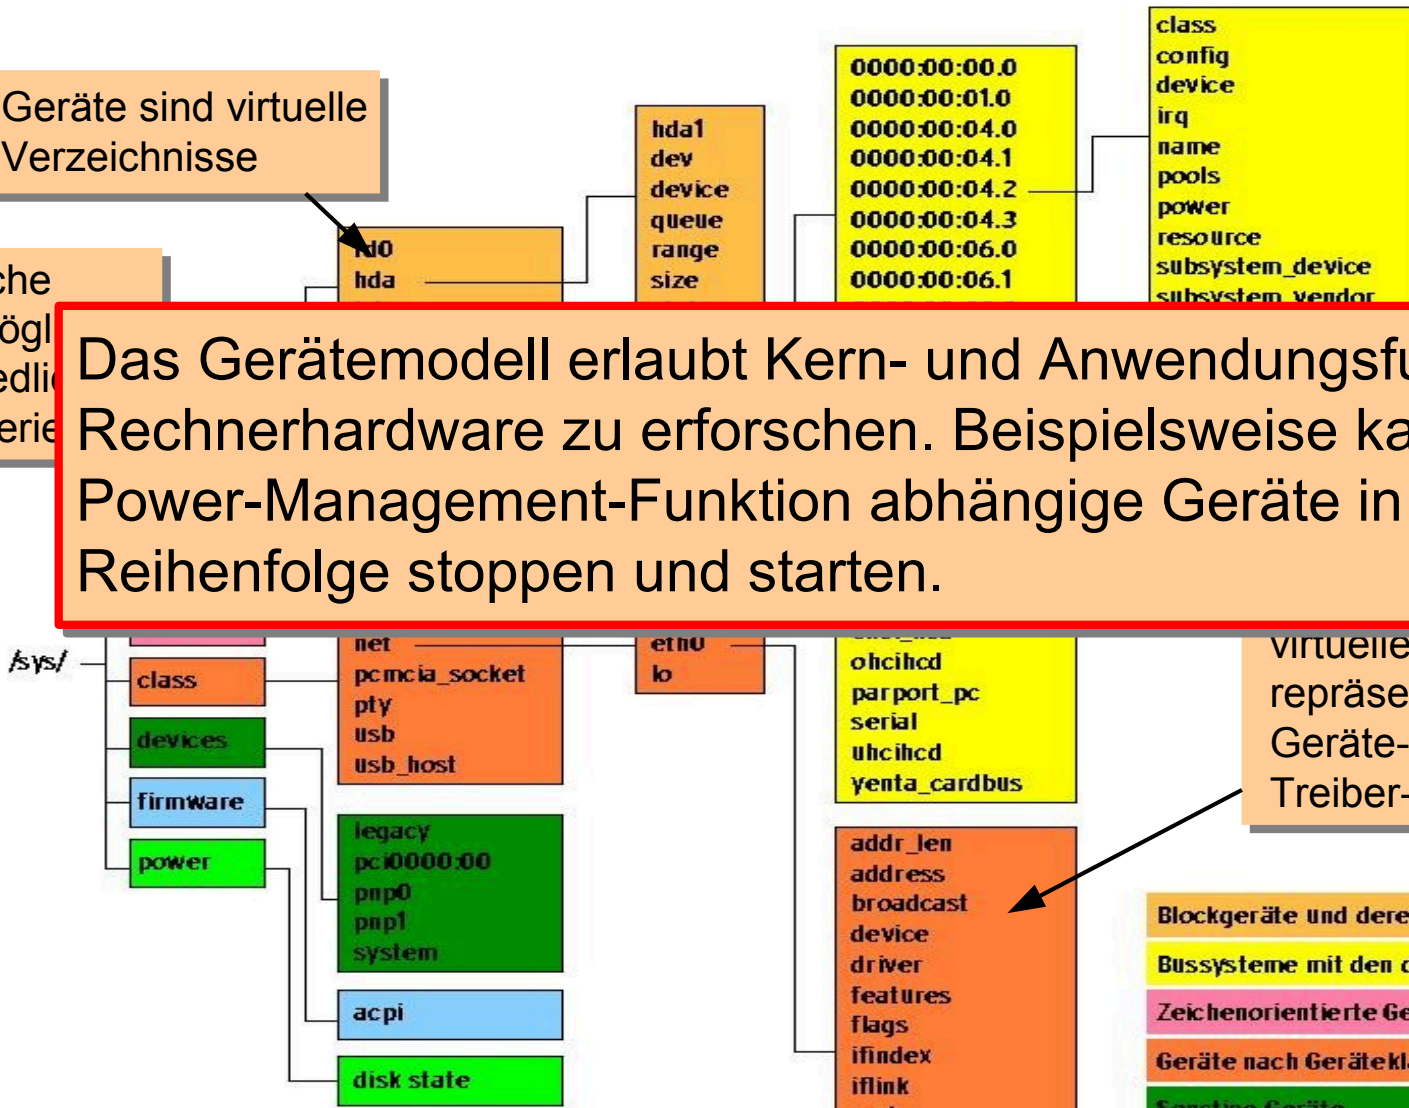 Geräte sind virtuelle
Verzeichnisse
hda
hda1
dev
device
queue
range
size
0000:00:00.0
0000:00:01.0
0000:00:04.0
0000:00:04.1
0000:00:04.2
0000:00:04.3
0000:00:06.0
0000:00:06.1
class
config
device
irq
name
pools
power
resource
subsystem_device
subsystem_vendor
Das Gerätemodell erlaubt Kern- und
Rechnerhardware zu erforschen. Beispielsweise
Power-Management-Funktion abhängige Geräte in
Reihenfolge stoppen und starten.
/sys/
class
devices
firmware
power
net
pcmcia_socket
pty
usb
usb_host
legacy
pci0000:00
pnp0
pnp1
system
acpi
disk state
eth0
lo
ohcihcd
parport_pc
serial
uhcihcd
yenta_cardbus
addr_len
address
broadcast
device
driver
features
flags
ifindex
iflink
virtuelle
Geräte-
Treiber-
Blockgeräte und
Bussysteme mit den
Zeichenorientierte
Geräte nach